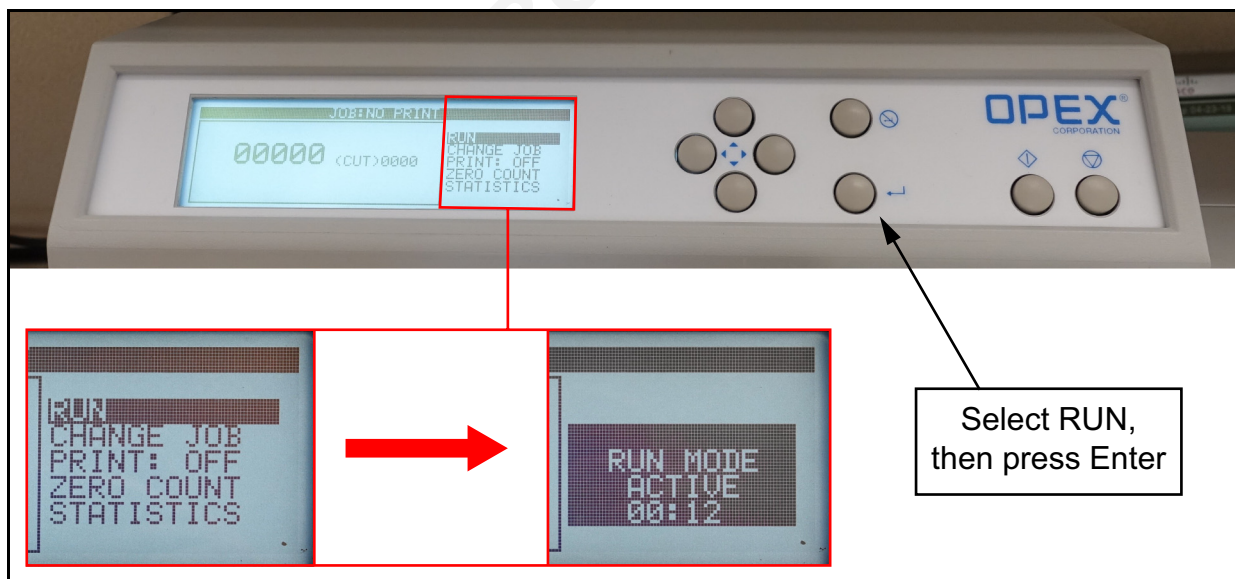 JOB:NO PRINT
00000 (CUT)0000
RUN
CHANGE JOB
PRINT: OFF
ZERO COUNT
STATISTICS
OPEX®
CORPORATION
RUN
CHANGE JOB
PRINT: OFF
ZERO COUNT
STATISTICS
RUN MODE
ACTIVE
00:12
Select RUN,
then press Enter